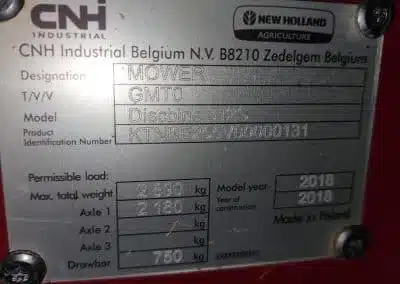 CNH
INDUSTRIAL
NEW HOLLAND
AGRICULTURE
CNH Industrial Belgium N.V. B8210 Zedelgem Belgium
Designation MOWER
T/V/V GMT0
Model Discbine
Product
Identification Number
Permissible load:
Max. total weight kg
Axle 1 2 180 kg
Axle 2 kg
Axle 3 kg
Drawbar 750 kg
Model year 2018
Year of
construction 2018
Made in Poland